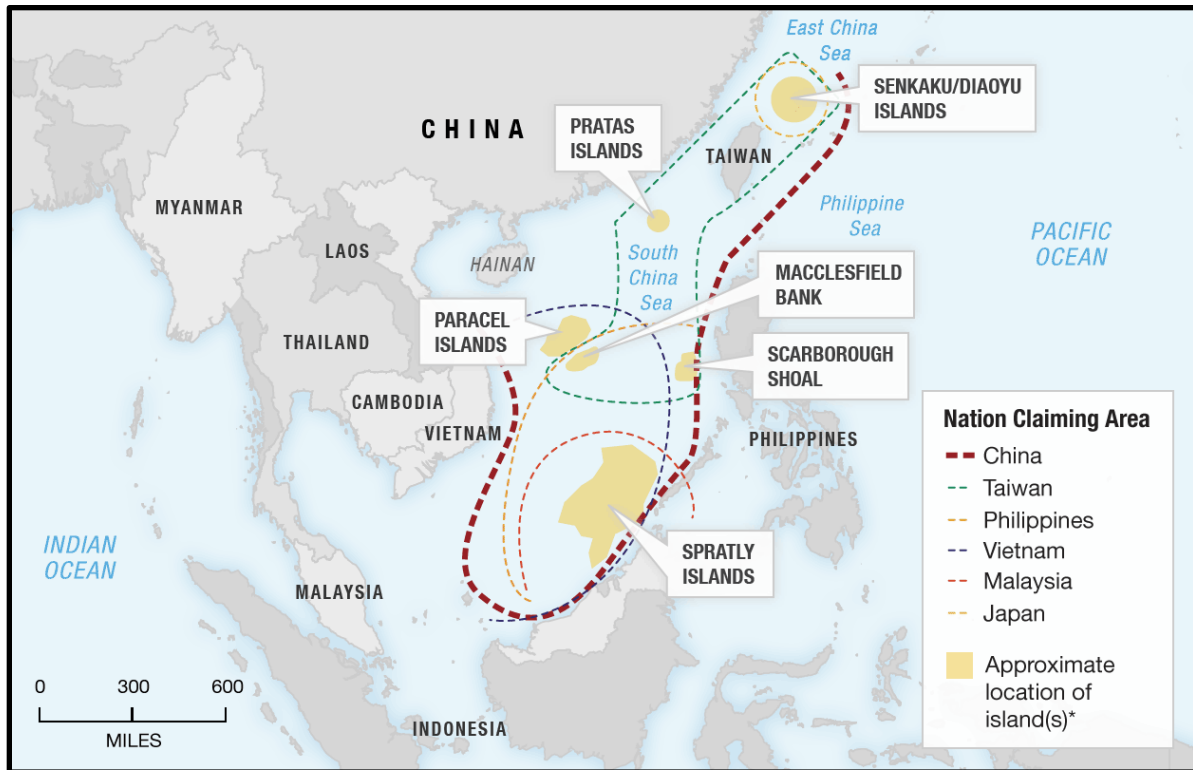 East China
Sea
SENKAKU/DIAOYU
ISLANDS
CHINA
PRATAS
ISLANDS
TAIWAN
MYANMAR
Philippine
Sea
PACIFIC
OCEAN
LAOS
HAINAN
South
China
Sea
MACCLESFIELD
BANK
PARACEL
ISLANDS
THAILAND
SCARBOROUGH
SHOAL
CAMBODIA
VIETNAM
PHILIPPINES
Nation Claiming Area
China
Taiwan
Philippines
Vietnam
Malaysia
Japan
Approximate
location of
island(s)*
INDIAN
OCEAN
SPRATLY
ISLANDS
MALAYSIA
0 300 600
MILES
INDONESIA